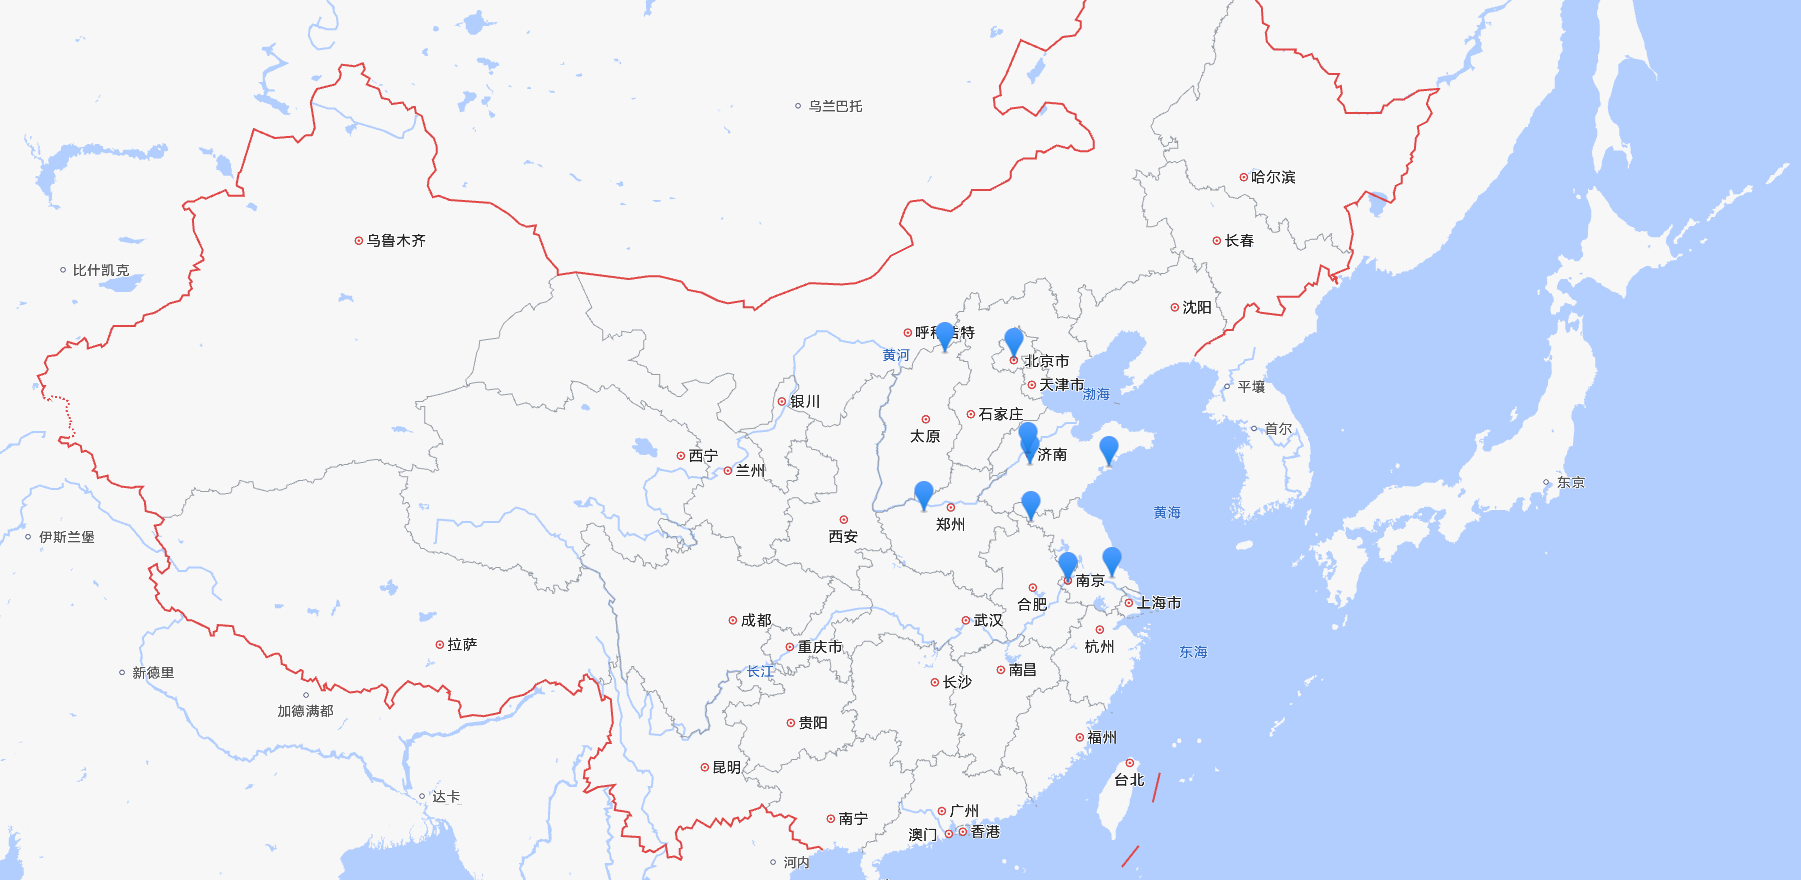 乌兰巴托
哈尔滨
乌鲁木齐
长春
比什凯克
沈阳
呼和浩特
黄河
北京市
平壤
天津市
渤海
银川
石家庄
太原
首尔
西宁
济南
兰州
东京
黄海
郑州
伊斯兰堡
西安
南京
合肥
上海市
成都
武汉
拉萨
重庆市
杭州
东海
长江
新德里
南昌
长沙
加德满都
贵阳
福州
昆明
台北
达卡
广州
南宁
澳门
香港
河内